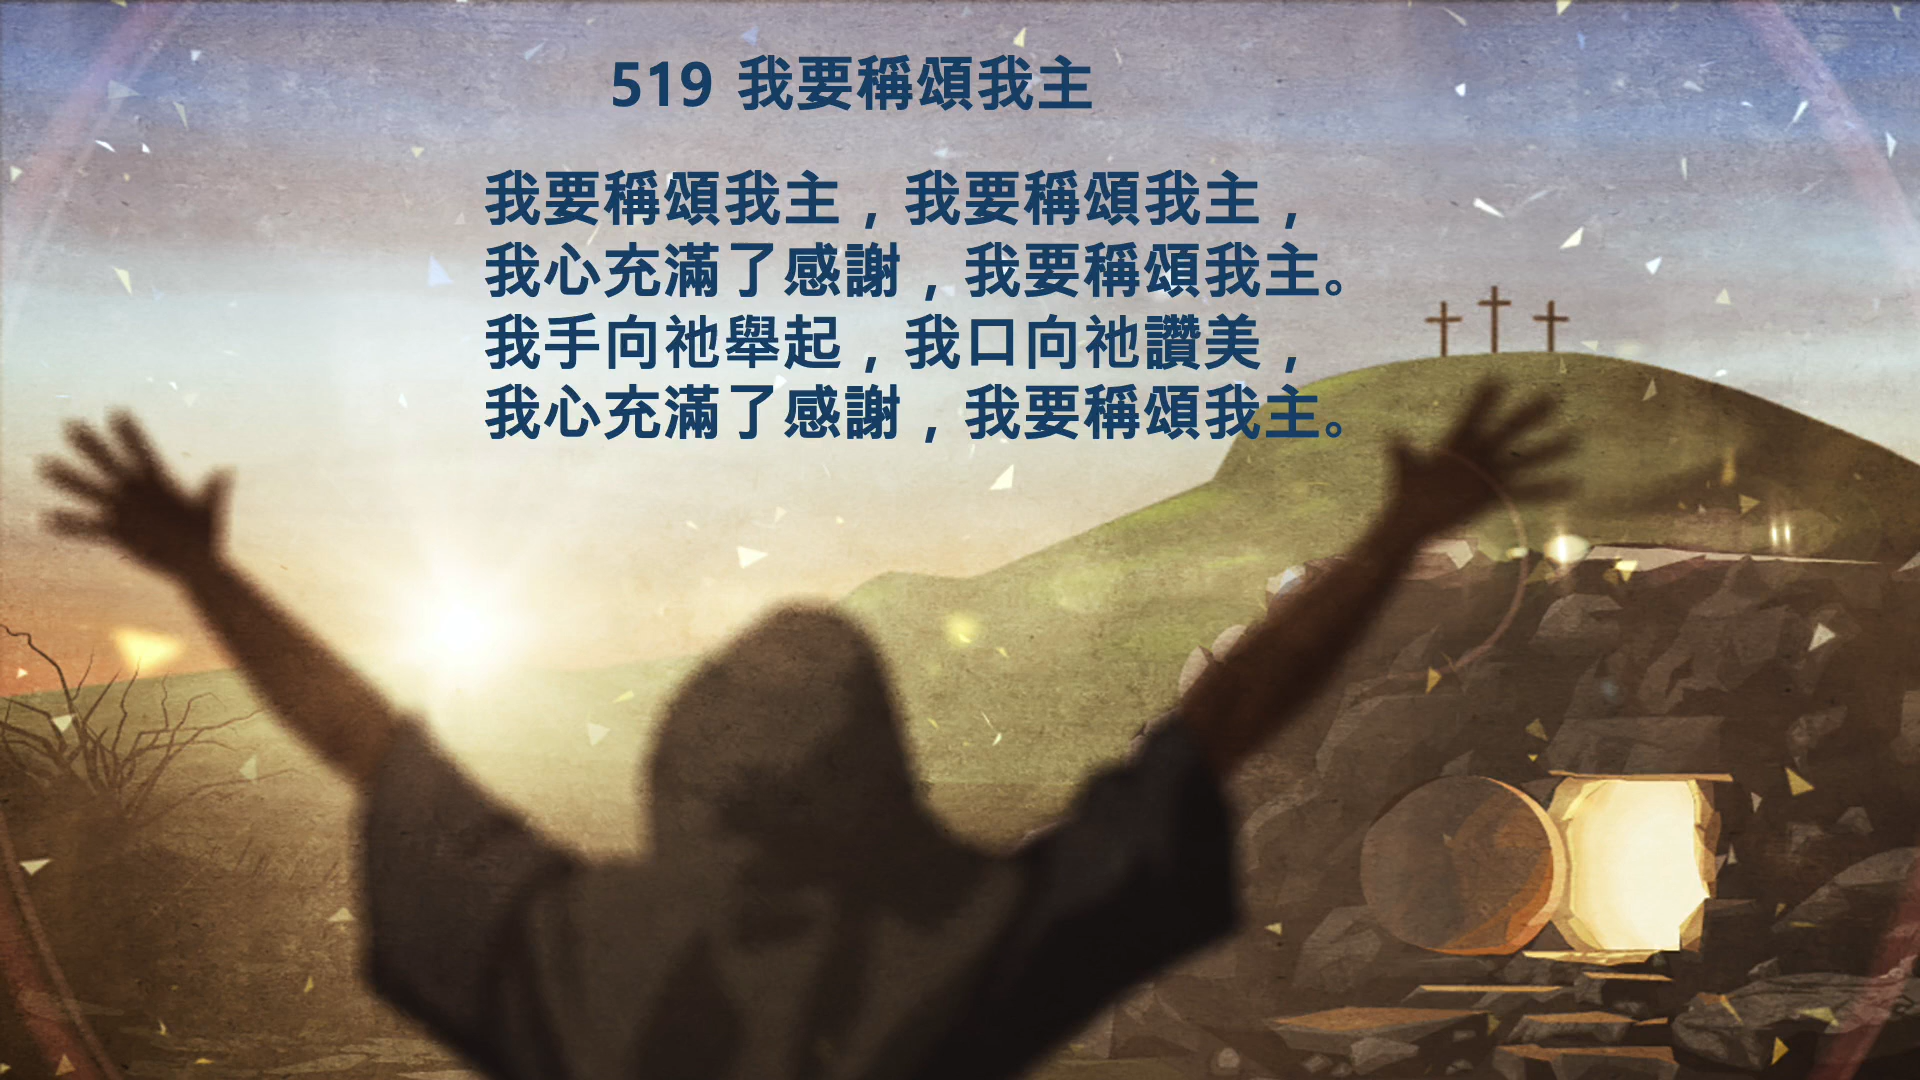 519 我要稱頌我主
我要稱頌我主，我要稱頌我主，
我心充滿了感謝，我要稱頌我主。
我手向祂舉起，我口向祂讚美，
我心充滿了感謝，我要稱頌我主。